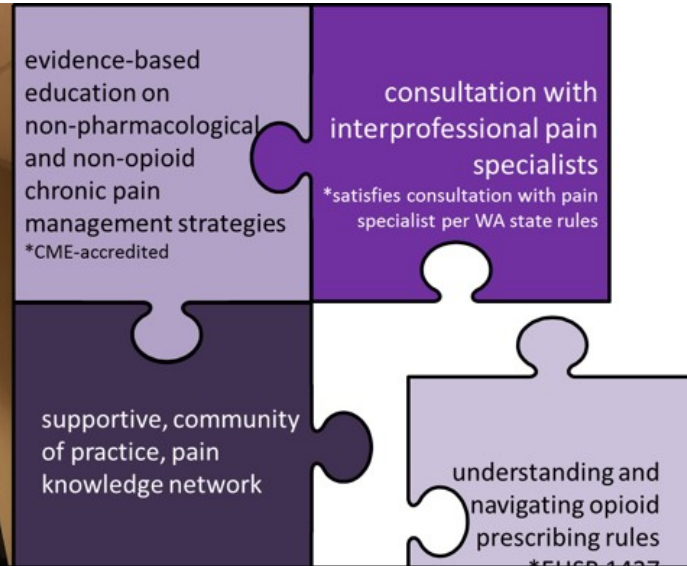 evidence-based
education on
non-pharmacological
and non-opioid
chronic pain
management strategies
*CME-accredited
consultation with
interprofessional pain
specialists
*satisfies consultation with pain
specialist per WA state rules
supportive, community
of practice, pain
knowledge network
understanding and
navigating opioid
prescribing rules